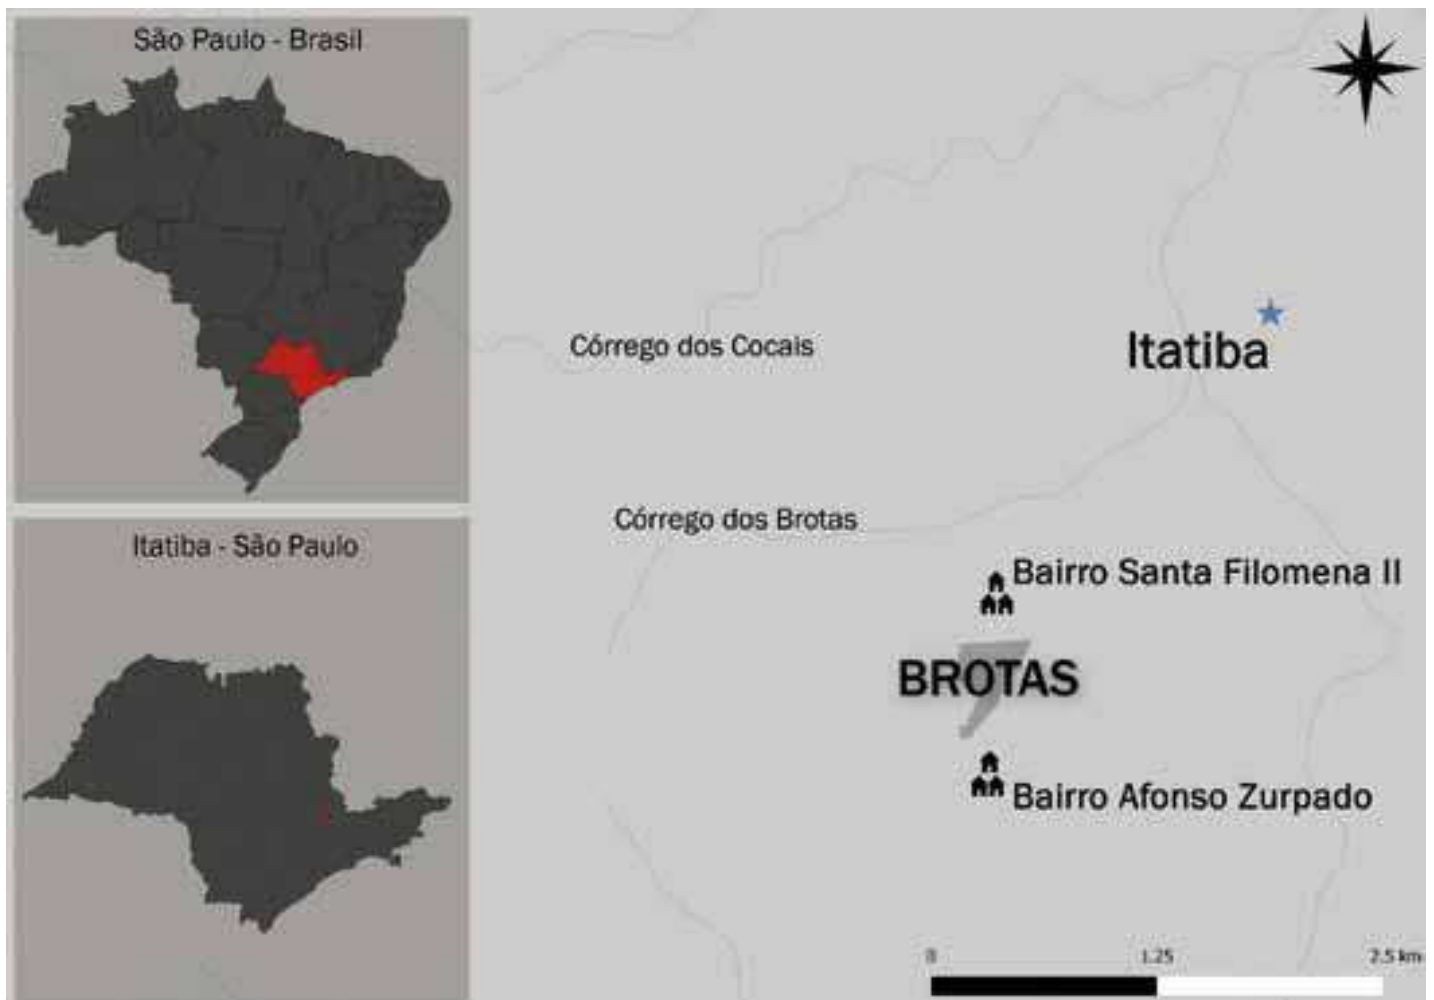 São Paulo - Brasil
Itatiba - São Paulo
Córrego dos Cocais
Itatiba
Córrego dos Brotas
Bairro Santa Filomena II
BROTAS
Bairro Afonso Zurpado
0 1.25 2.5 km